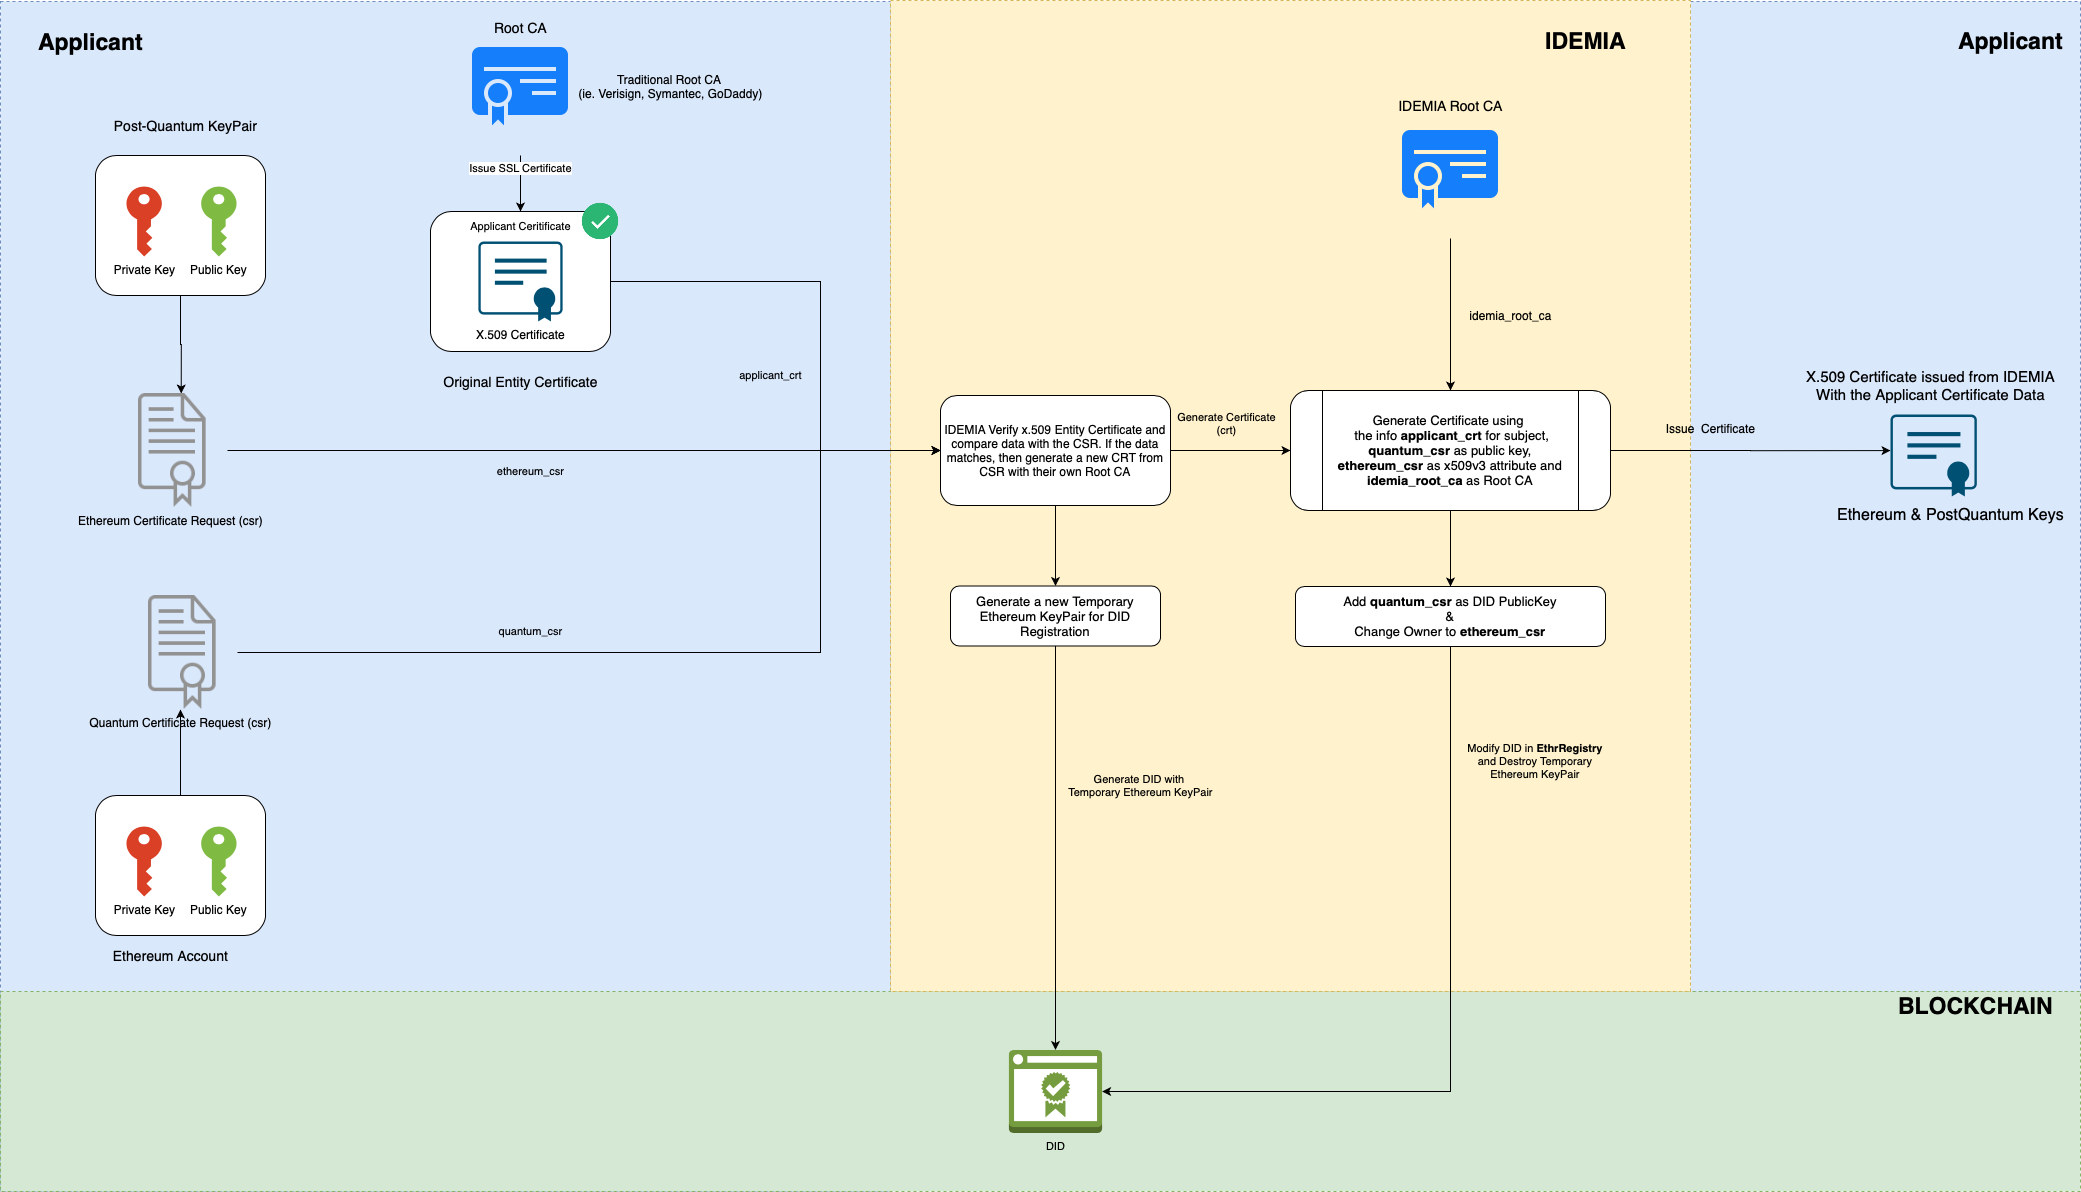 Applicant
Root CA
Traditional Root CA
(ie. Verisign, Symantec, GoDaddy)
Post-Quantum KeyPair
Private Key
Public Key
Issue SSL Certificate
Applicant Ceritificate
X.509 Certificate
Original Entity Certificate
applicant_crt
ethereum_csr
Ethereum Certificate Request (csr)
quantum_csr
Quantum Certificate Request (csr)
Private Key
Public Key
Ethereum Account
IDEMIA
IDEMIA Root CA
idemia_root_ca
IDEMIA Verify x.509 Entity Certificate and
compare data with the CSR. If the data
matches, then generate a new CRT from
CSR with their own Root CA
Generate Certificate
(crt)
Generate Certificate using
the info applicant_crt for subject,
quantum_csr as public key,
ethereum_csr as x509v3 attribute and
idemia_root_ca as Root CA
Issue Certificate
Generate a new Temporary
Ethereum KeyPair for DID
Registration
Add quantum_csr as DID PublicKey
&
Change Owner to ethereum_csr
Generate DID with
Temporary Ethereum KeyPair
Modify DID in EthrRegistry
and Destroy Temporary
Ethereum KeyPair
Applicant
X.509 Certificate issued from IDEMIA
With the Applicant Certificate Data
Ethereum & PostQuantum Keys
BLOCKCHAIN
DID